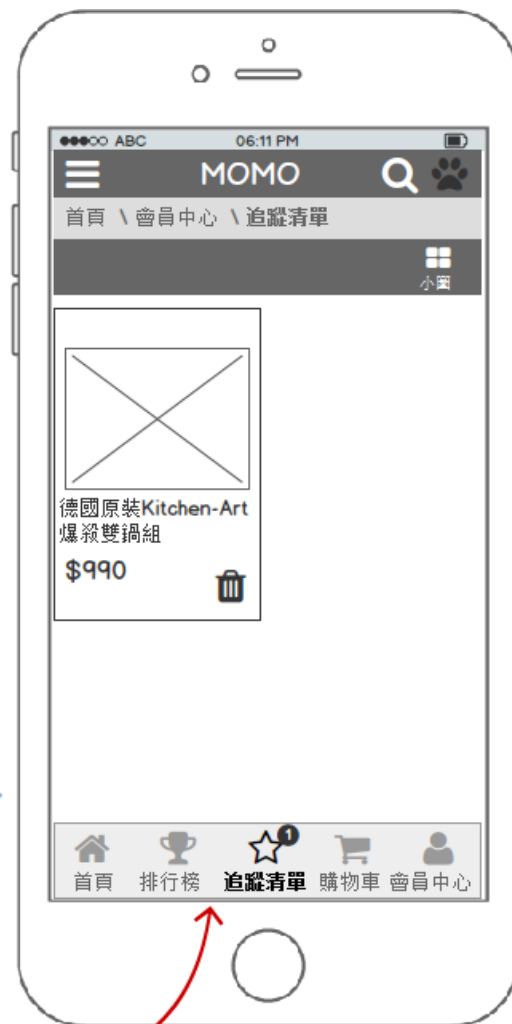 ABC 06:11 PM
MOMO
首頁 \ 會員中心 \ 追蹤清單
小圖
德國原裝Kitchen-Art
爆殺雙鍋組
$990
1
首頁 排行榜 追蹤清單 購物車 會員中心